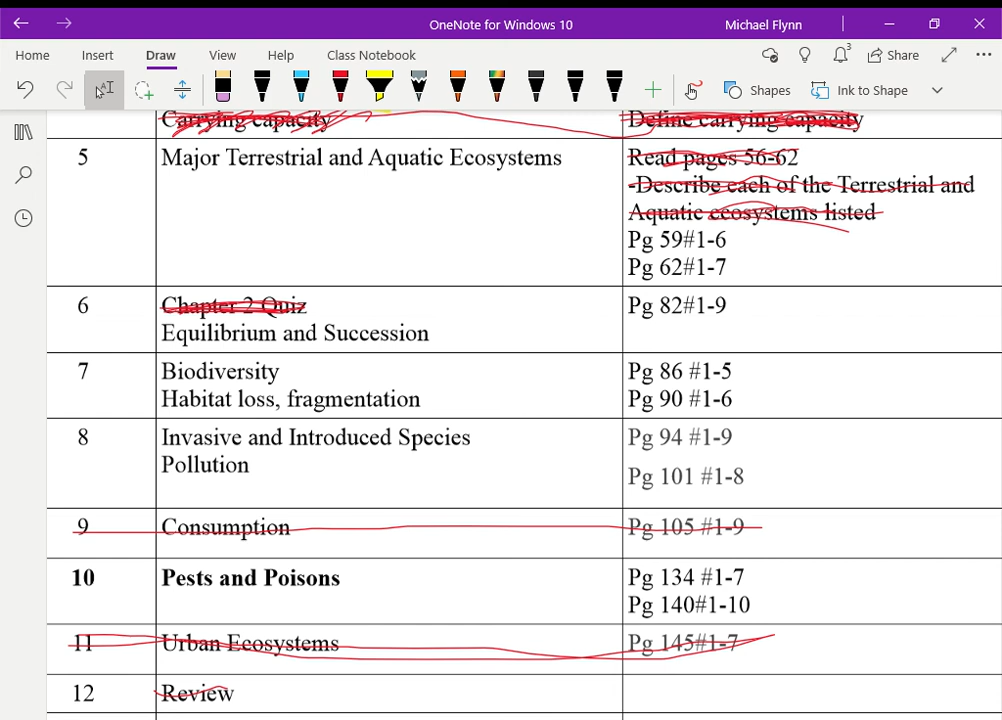 OneNote for Windows 10
Michael Flynn
Home Insert Draw View Help Class Notebook
3
Share
Shapes
Ink to Shape
Carrying capacity
Define carrying capacity
5
Major Terrestrial and Aquatic Ecosystems
Read pages 56-62
-Describe each of the Terrestrial and
Aquatic ecosystems listed
Pg 59#1-6
Pg 62#1-7
6
Chapter 2 Quiz
Equilibrium and Succession
Pg 82#1-9
7
Biodiversity
Habitat loss, fragmentation
Pg 86 #1-5
Pg 90 #1-6
8
Invasive and Introduced Species
Pollution
Pg 94 #1-9
Pg 101 #1-8
9
Consumption
Pg 105 #1-9
10
Pests and Poisons
Pg 134 #1-7
Pg 140#1-10
11
Urban Ecosystems
Pg 145#1-7
12
Review